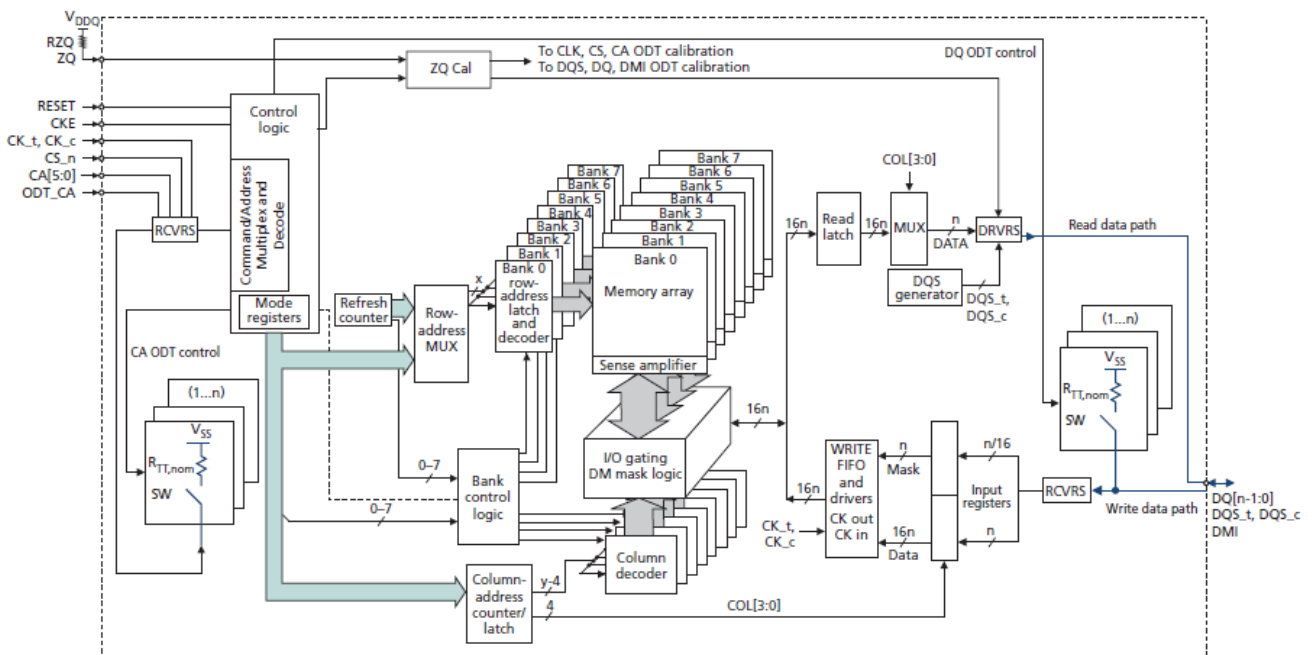 V_DDQ
RZQ
ZQ
RESET
CKE
CK_t, CK_c
CS_n
CA[5:0]
ODT_CA
RCVRS
Control
logic
Command/Address
Multiplex and
Decode
Mode
registers
ZQ Cal
To CLK, CS, CA ODT calibration
To DQS, DQ, DMI ODT calibration
DQ ODT control
CA ODT control
(1...n)
V_SS
R_TT,nom
SW
Refresh
counter
Row-
address
MUX
x
Bank 7
Bank 6
Bank 5
Bank 4
Bank 3
Bank 2
Bank 1
Bank 0
row-
address
latch
and
decoder
Bank 7
Bank 6
Bank 5
Bank 4
Bank 3
Bank 2
Bank 1
Bank 0
Memory array
Sense amplifier
I/O gating
DM mask logic
0–7
0–7
Bank
control
logic
Column
decoder
Column-
address
counter/
latch
y-4
4
COL[3:0]
16n
16n
Read
latch
16n
COL[3:0]
MUX
n
DATA
DRVRS
Read data path
DQS
generator
DQS_t,
DQS_c
(1...n)
V_SS
R_TT,nom
SW
16n
CK_t,
CK_c
WRITE
FIFO
and
drivers
CK out
CK in
n
Mask
16n
Data
n/16
Input
registers
n
RCVRS
Write data path
DQ[n-1:0]
DQS_t, DQS_c
DMI